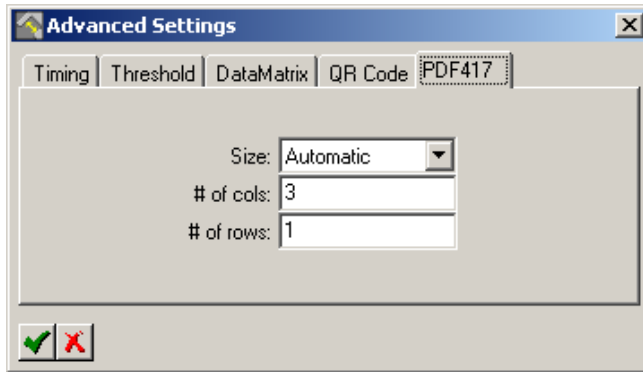 Advanced Settings
Timing Threshold DataMatrix QR Code PDF417
Size: Automatic
# of cols: 3
# of rows: 1